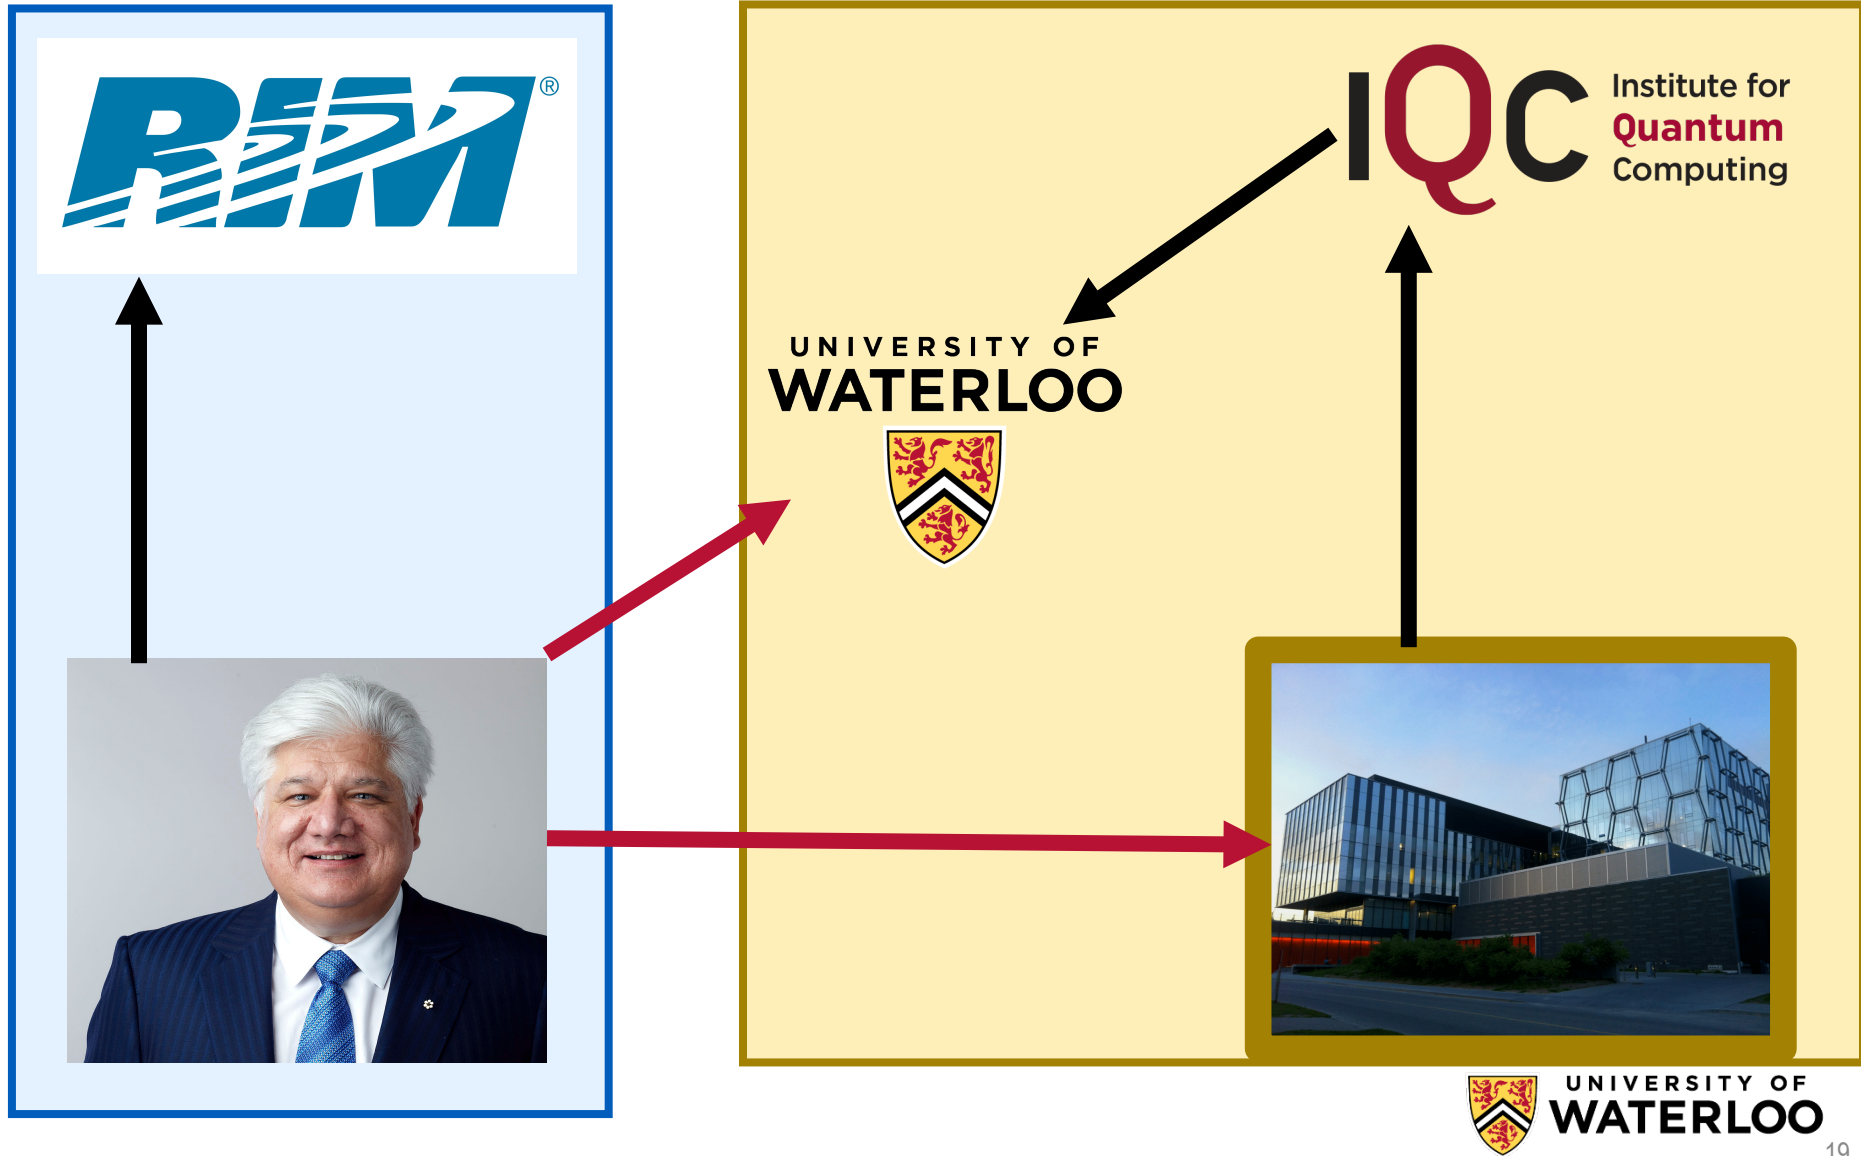 RIM®
IQC
Institute for
Quantum
Computing
UNIVERSITY OF
WATERLOO
UNIVERSITY OF
WATERLOO
19